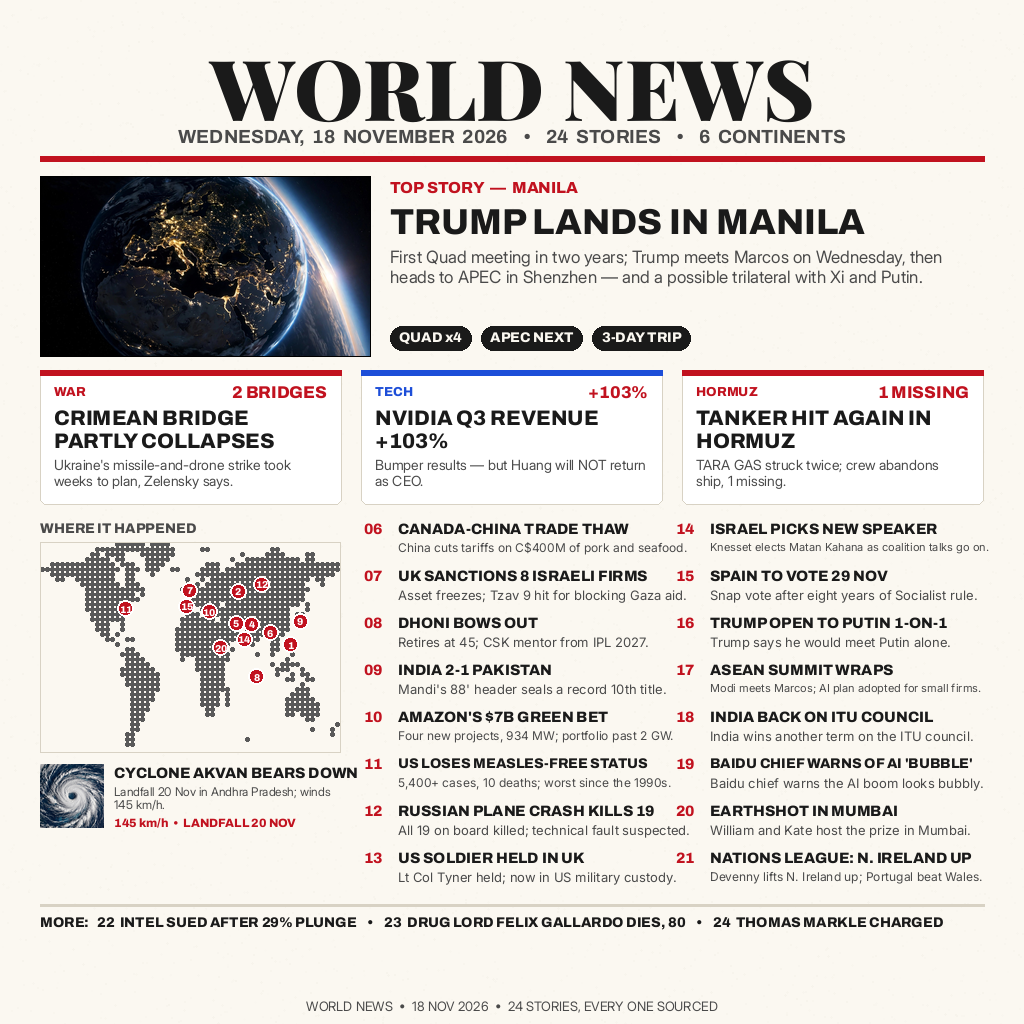 WORLD NEWS
WEDNESDAY, 18 NOVEMBER 2026 • 24 STORIES • 6 CONTINENTS
TOP STORY — MANILA
TRUMP LANDS IN MANILA
First Quad meeting in two years; Trump meets Marcos on Wednesday, then
heads to APEC in Shenzhen — and a possible trilateral with Xi and Putin.
QUAD x4
APEC NEXT
3-DAY TRIP
WAR
2 BRIDGES
CRIMEAN BRIDGE
PARTLY COLLAPSES
Ukraine's missile-and-drone strike took
weeks to plan, Zelensky says.
TECH
+103%
NVIDIA Q3 REVENUE
+103%
Bumper results — but Huang will NOT return
as CEO.
HORMUZ
1 MISSING
TANKER HIT AGAIN IN
HORMUZ
TARA GAS struck twice; crew abandons
ship, 1 missing.
WHERE IT HAPPENED
7
2
12
11
15
10
5
4
9
6
14
20
1
8
CYCLONE AKVAN BEARS DOWN
Landfall 20 Nov in Andhra Pradesh; winds
145 km/h.
145 km/h • LANDFALL 20 NOV
06 CANADA-CHINA TRADE THAW
China cuts tariffs on C$400M of pork and seafood.
07 UK SANCTIONS 8 ISRAELI FIRMS
Asset freezes; Tzav 9 hit for blocking Gaza aid.
08 DHONI BOWS OUT
Retires at 45; CSK mentor from IPL 2027.
09 INDIA 2-1 PAKISTAN
Mandi's 88' header seals a record 10th title.
10 AMAZON'S $7B GREEN BET
Four new projects, 934 MW; portfolio past 2 GW.
11 US LOSES MEASLES-FREE STATUS
5,400+ cases, 10 deaths; worst since the 1990s.
12 RUSSIAN PLANE CRASH KILLS 19
All 19 on board killed; technical fault suspected.
13 US SOLDIER HELD IN UK
Lt Col Tyner held; now in US military custody.
14 ISRAEL PICKS NEW SPEAKER
Knesset elects Matan Kahana as coalition talks go on.
15 SPAIN TO VOTE 29 NOV
Snap vote after eight years of Socialist rule.
16 TRUMP OPEN TO PUTIN 1-ON-1
Trump says he would meet Putin alone.
17 ASEAN SUMMIT WRAPS
Modi meets Marcos; AI plan adopted for small firms.
18 INDIA BACK ON ITU COUNCIL
India wins another term on the ITU council.
19 BAIDU CHIEF WARNS OF AI 'BUBBLE'
Baidu chief warns the AI boom looks bubbly.
20 EARTHSHOT IN MUMBAI
William and Kate host the prize in Mumbai.
21 NATIONS LEAGUE: N. IRELAND UP
Devenny lifts N. Ireland up; Portugal beat Wales.
MORE: 22 INTEL SUED AFTER 29% PLUNGE • 23 DRUG LORD FELIX GALLARDO DIES, 80 • 24 THOMAS MARKLE CHARGED
WORLD NEWS • 18 NOV 2026 • 24 STORIES, EVERY ONE SOURCED